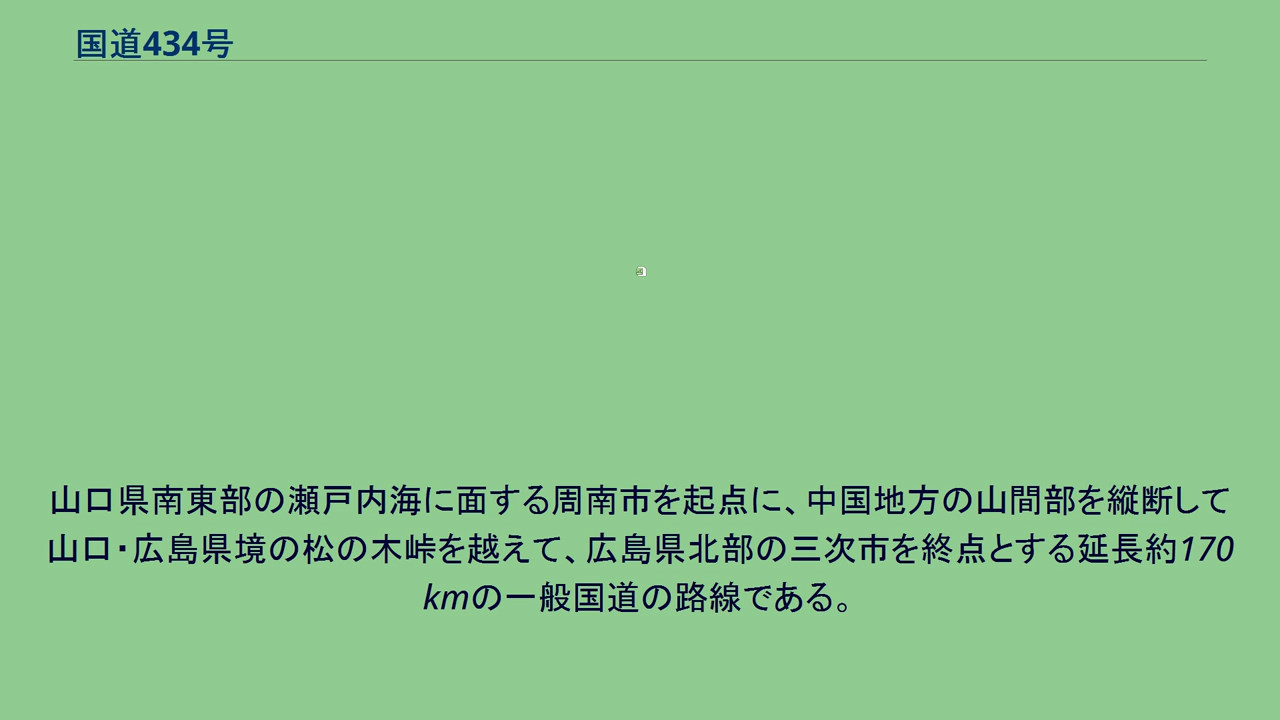 国道434号
山口県南東部の瀬戸内海に面する周南市を起点に、中国地方の山間部を縦断して
山口・広島県境の松の木峠を越えて、広島県北部の三次市を終点とする延長約170
kmの一般国道の路線である。